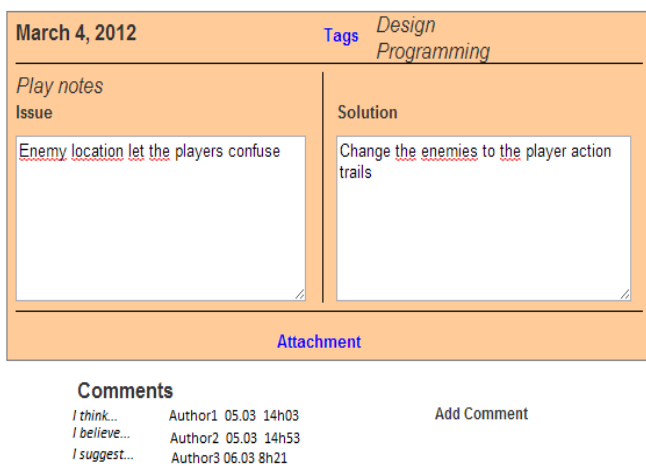 March 4, 2012 Tags Design
Programming
Play notes
Issue
Enemy location let the players confuse
Solution
Change the enemies to the player action
trails
Attachment
Comments
I think... Author1 05.03 14h03
I believe... Author2 05.03 14h53
I suggest... Author3 06.03 8h21
Add Comment